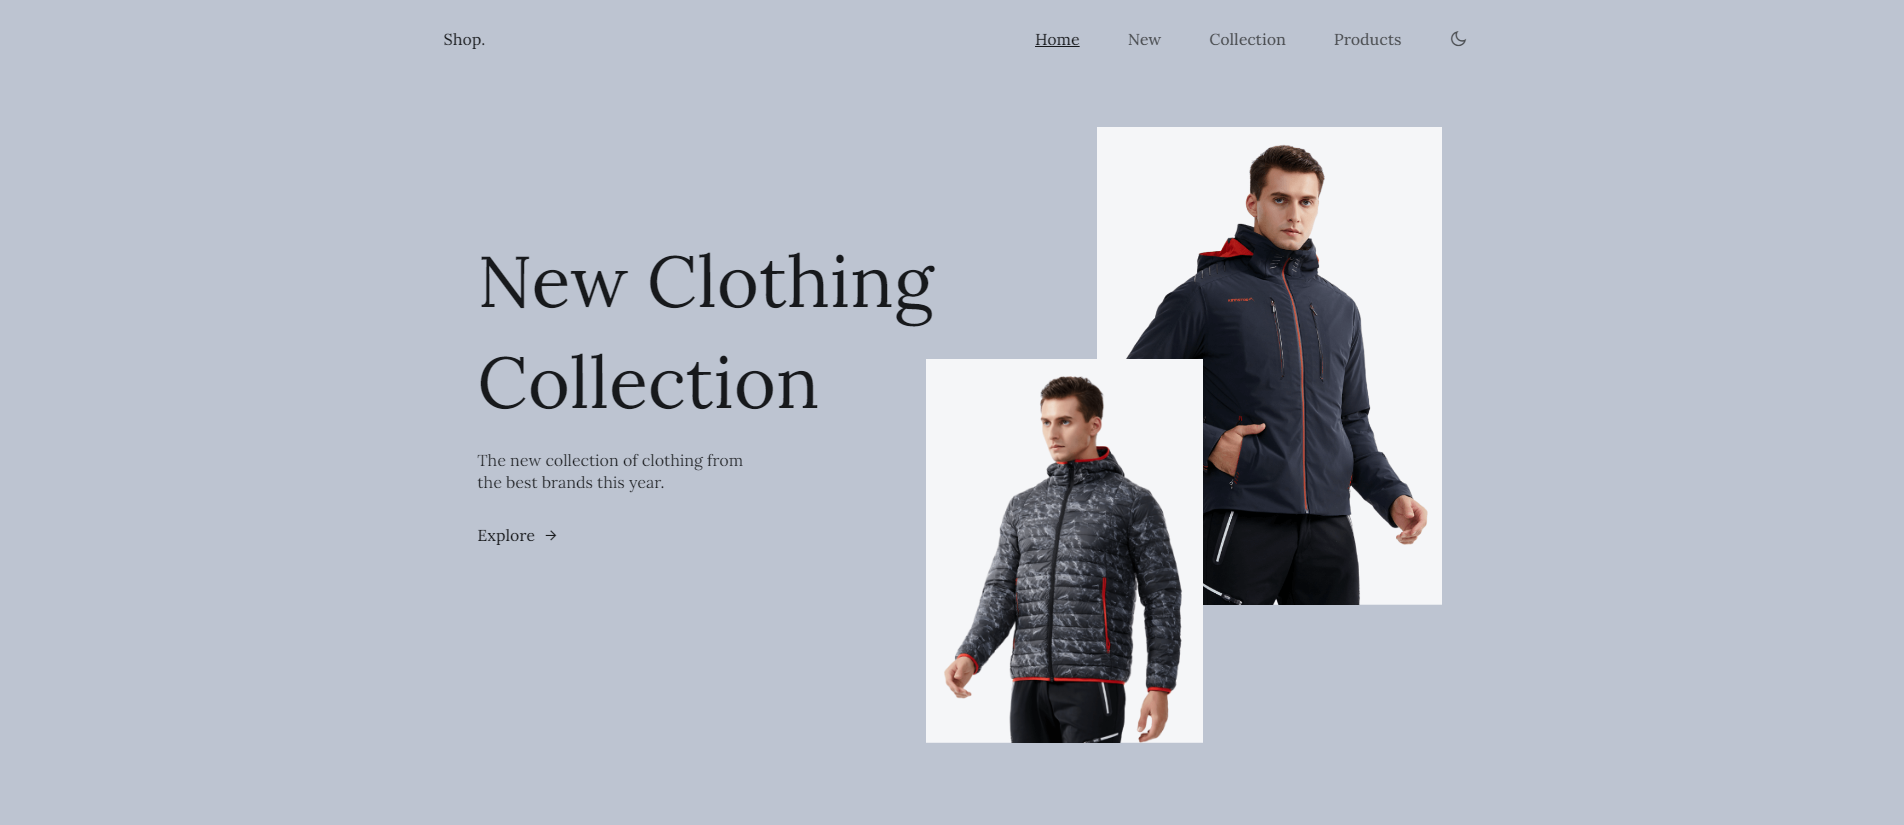 Shop.
Home
New
Collection
Products
New Clothing
Collection
The new collection of clothing from
the best brands this year.
Explore →